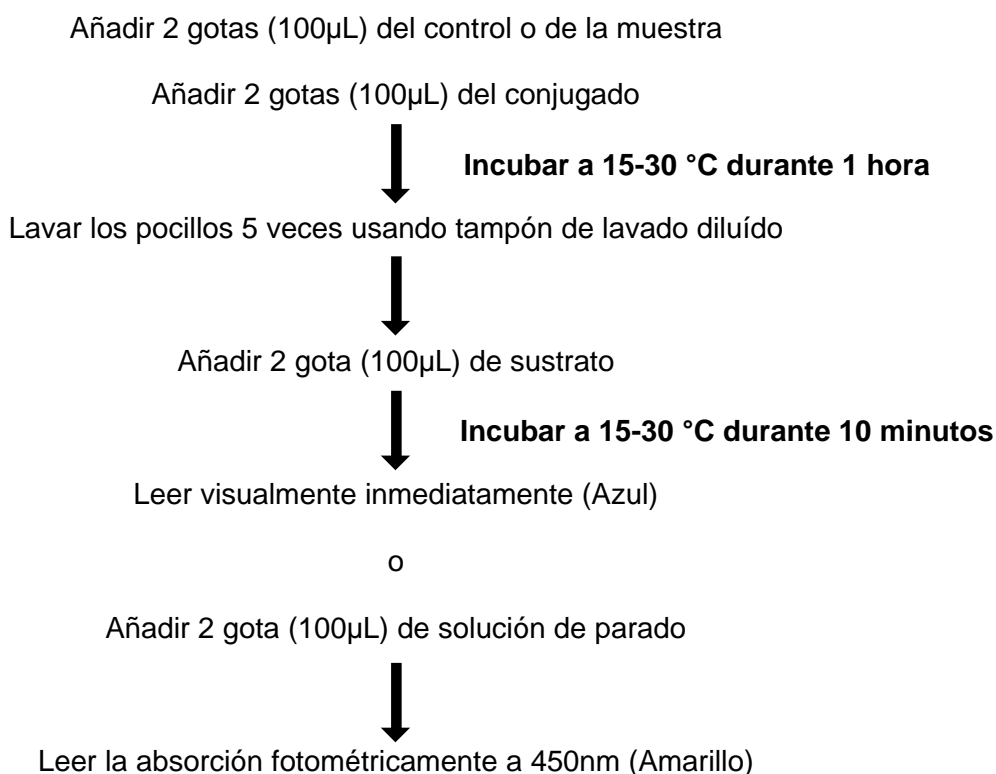 Añadir 2 gotas (100µL) del control o de la muestra
Añadir 2 gotas (100µL) del conjugado
Incubar a 15-30 °C durante 1 hora
Lavar los pocillos 5 veces usando tampón de lavado diluído
Añadir 2 gota (100µL) de sustrato
Incubar a 15-30 °C durante 10 minutos
Leer visualmente inmediatamente (Azul)
o
Añadir 2 gota (100µL) de solución de parado
Leer la absorción fotométricamente a 450nm (Amarillo)